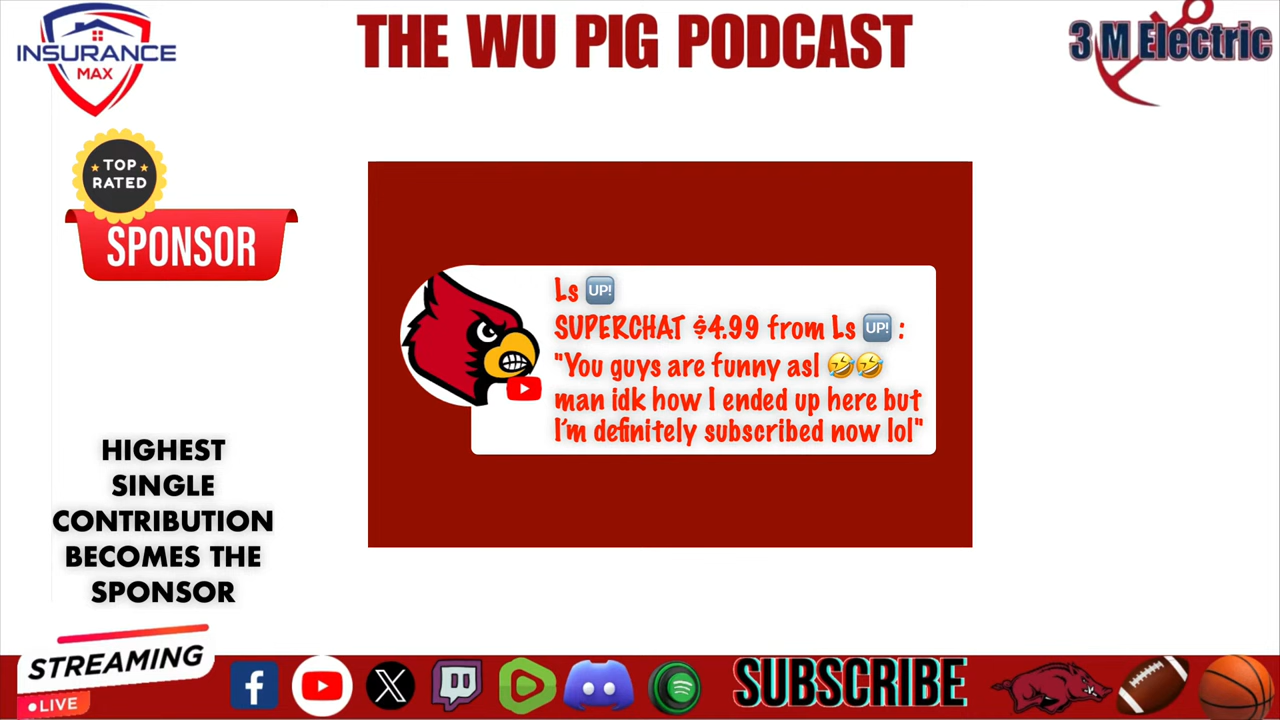 INSURANCE
MAX
THE WU PIG PODCAST
3 M Electric
TOP
RATED
SPONSOR
Ls 🆙
SUPERCHAT $4.99 from Ls 🆙 :
"You guys are funny asl 🤣🤣
man idk how I ended up here but
I'm definitely subscribed now lol"
HIGHEST
SINGLE
CONTRIBUTION
BECOMES THE
SPONSOR
STREAMING
LIVE
SUBSCRIBE